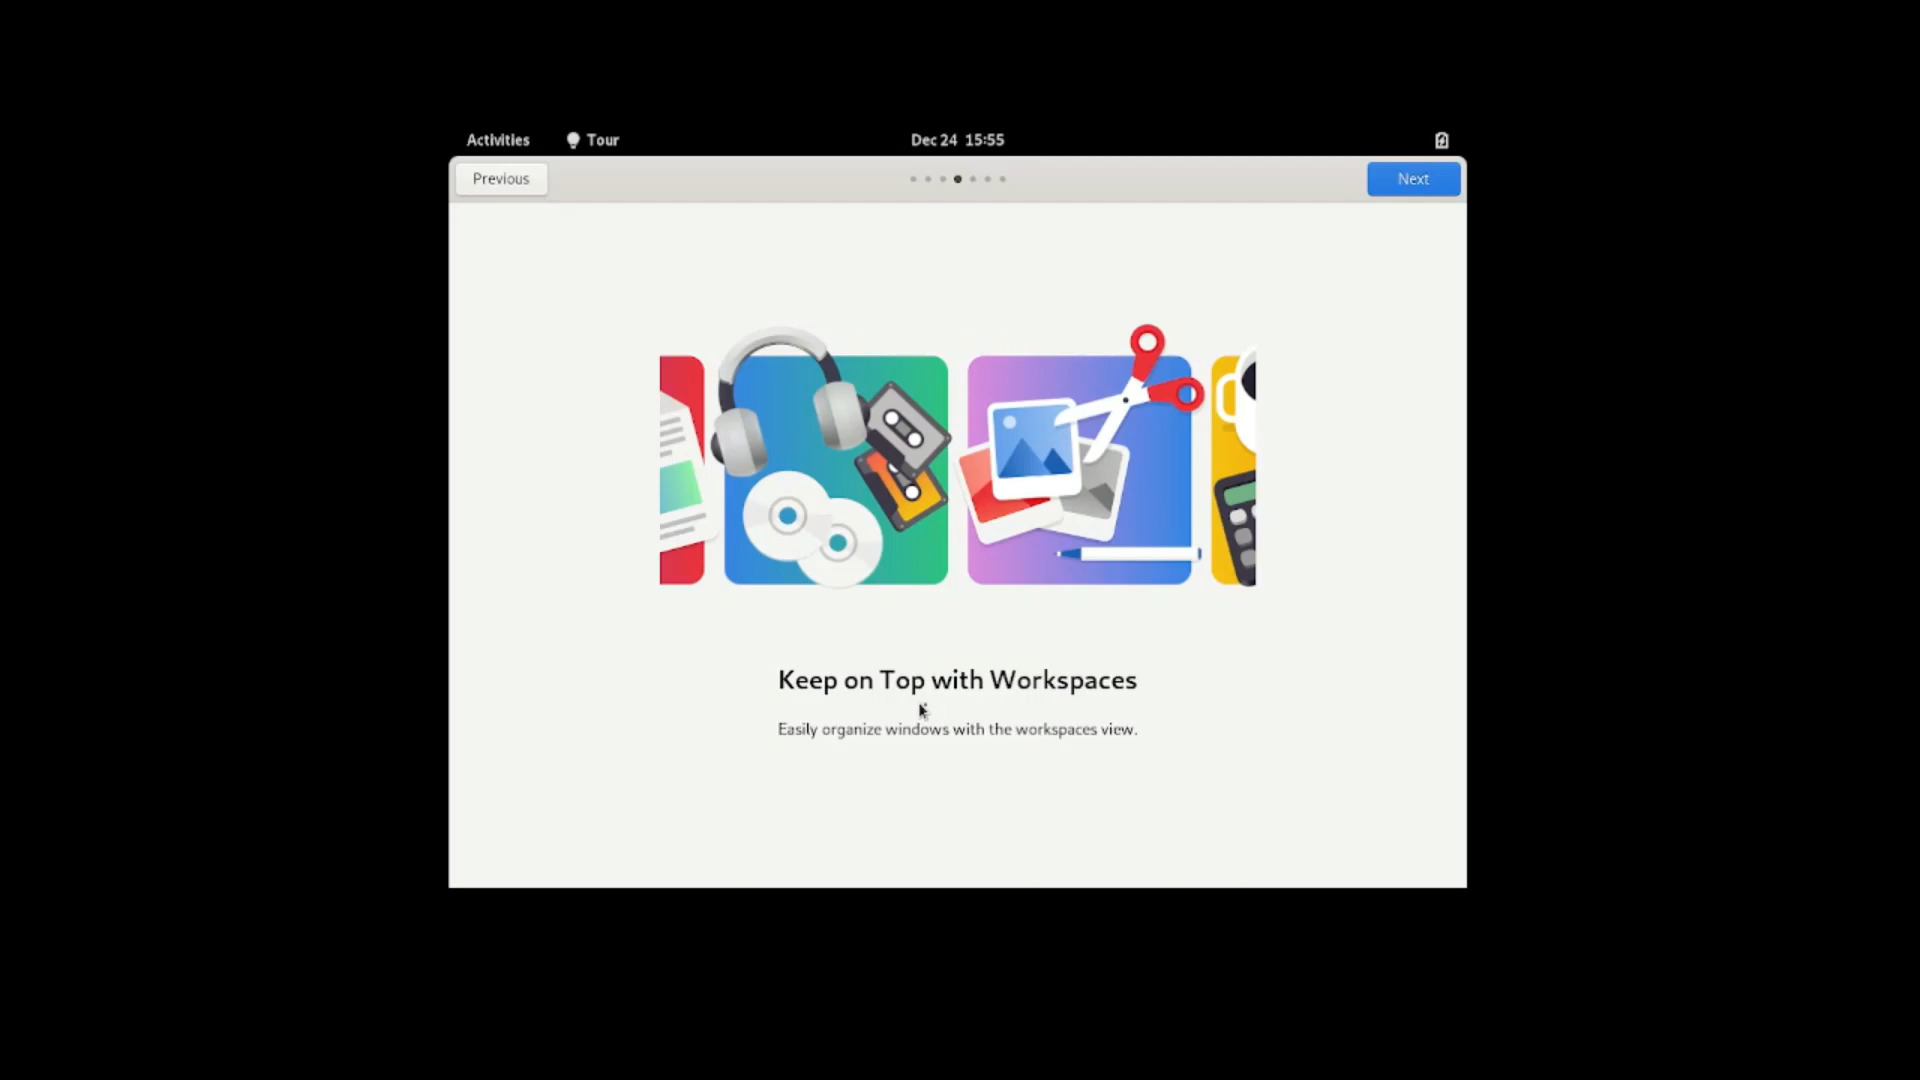 Activities Tour Dec 24 15:55
Previous Next
Keep on Top with Workspaces
Easily organize windows with the workspaces view.